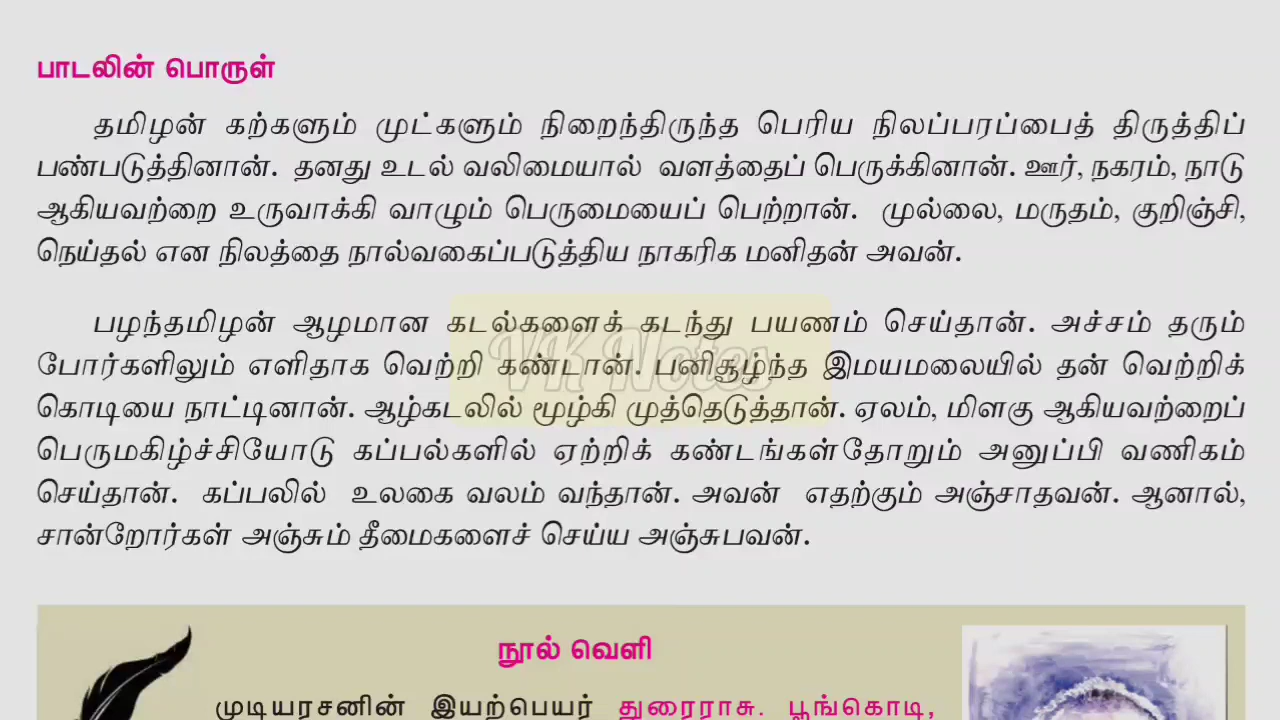 பாடலின் பொருள்
தமிழன் கற்களும் முட்களும் நிறைந்திருந்த பெரிய நிலப்பரப்பைத் திருத்திப்
பண்படுத்தினான். தனது உடல் வலிமையால் வளத்தைப் பெருக்கினான். ஊர், நகரம், நாடு
ஆகியவற்றை உருவாக்கி வாழும் பெருமையைப் பெற்றான். முல்லை, மருதம், குறிஞ்சி,
நெய்தல் என நிலத்தை நால்வகைப்படுத்திய நாகரிக மனிதன் அவன்.
பழந்தமிழன் ஆழமான கடல்களைக் கடந்து பயணம் செய்தான். அச்சம் தரும்
போர்களிலும் எளிதாக வெற்றி கண்டான். பனிசூழ்ந்த இமயமலையில் தன் வெற்றிக்
கொடியை நாட்டினான். ஆழ்கடலில் மூழ்கி முத்தெடுத்தான். ஏலம், மிளகு ஆகியவற்றைப்
பெருமகிழ்ச்சியோடு கப்பல்களில் ஏற்றிக் கண்டங்கள்தோறும் அனுப்பி வணிகம்
செய்தான். கப்பலில் உலகை வலம் வந்தான். அவன் எதற்கும் அஞ்சாதவன். ஆனால்,
சான்றோர்கள் அஞ்சும் தீமைகளைச் செய்ய அஞ்சுபவன்.
VK Notes
நூல் வெளி
முடியரசனின் இயற்பெயர் துரைராசு. பூங்கொடி,